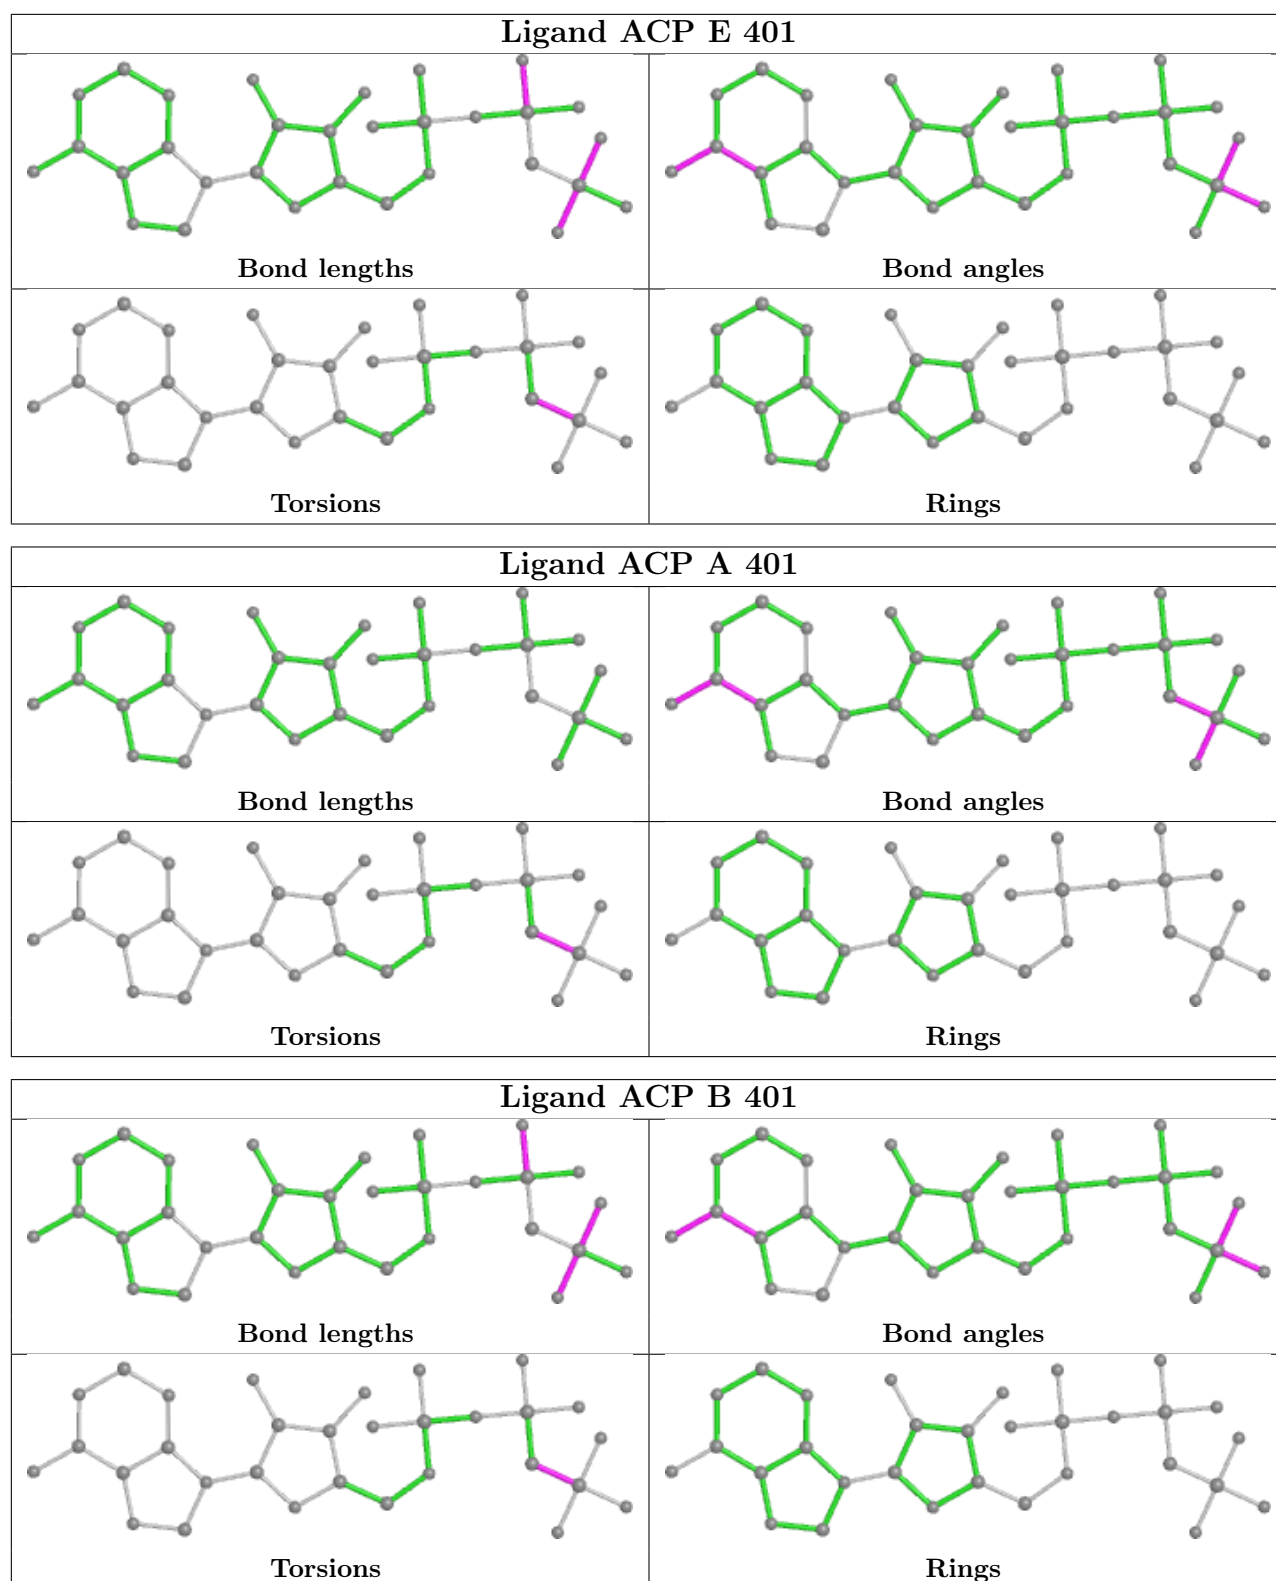 Ligand ACP E 401
Bond lengths
Bond angles
Torsions
Rings
Ligand ACP A 401
Bond lengths
Bond angles
Torsions
Rings
Ligand ACP B 401
Bond lengths
Bond angles
Torsions
Rings